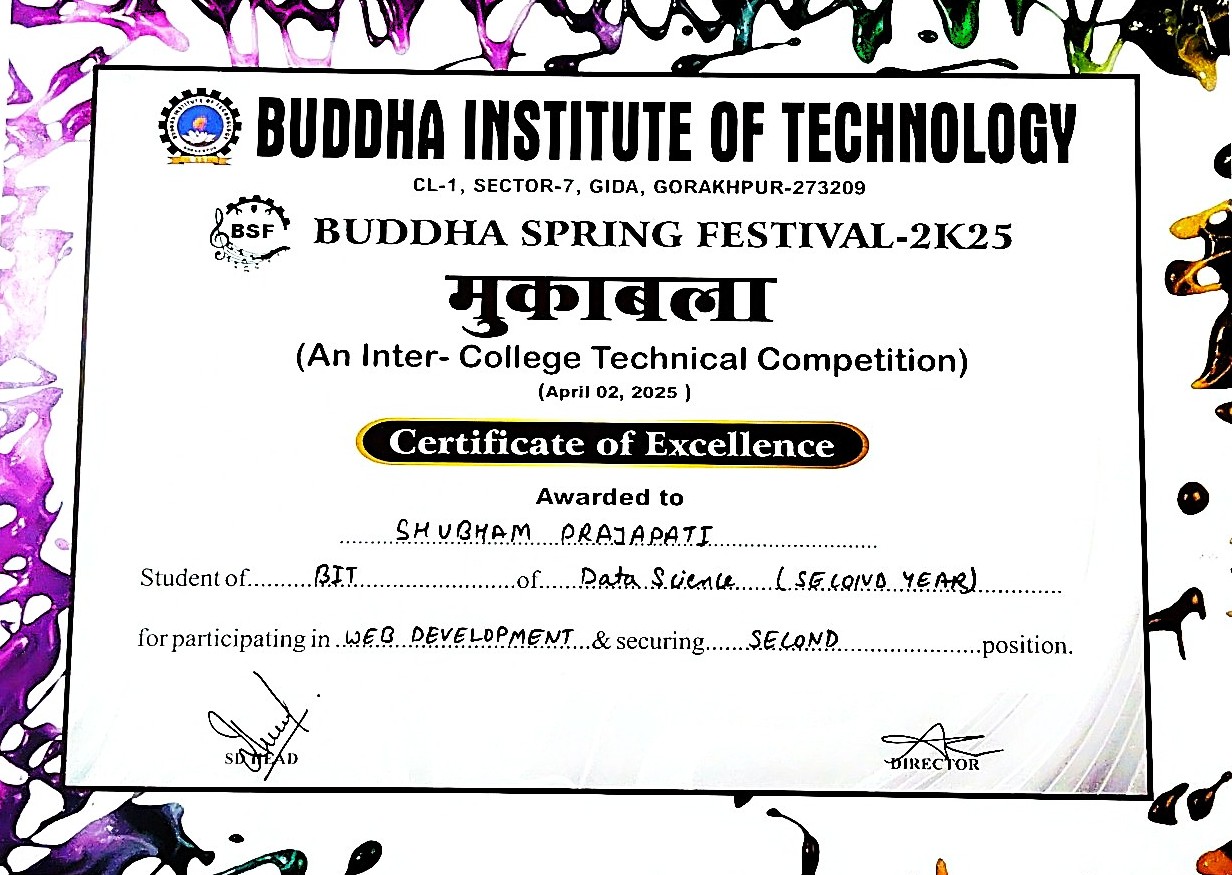 BUDDHA INSTITUTE OF TECHNOLOGY
CL-1, SECTOR-7, GIDA, GORAKHPUR-273209
BSF
BUDDHA SPRING FESTIVAL-2K25
मुकाबला
(An Inter- College Technical Competition)
(April 02, 2025 )
Certificate of Excellence
Awarded to
SHUBHAM PRAJAPATI
Student of BIT of Data Science (SECOND YEAR)
for participating in WEB DEVELOPMENT & securing SECOND position.
SD HEAD
DIRECTOR